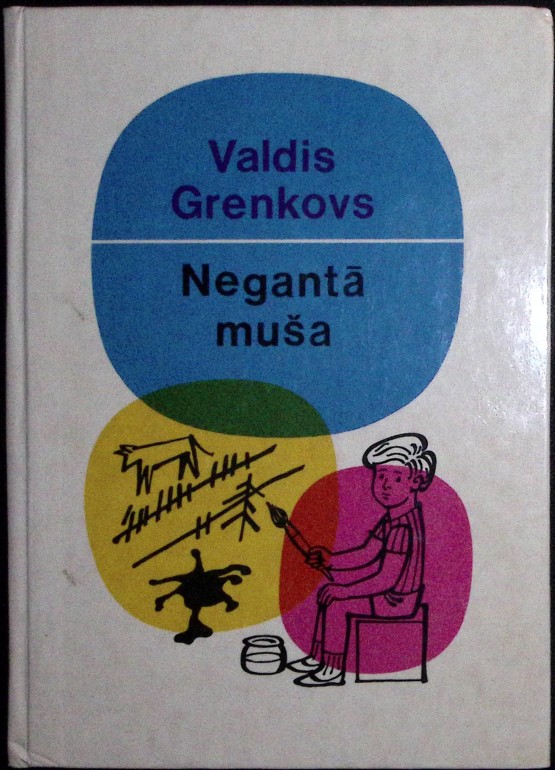 Valdis
Grenkovs
Negantā
muša